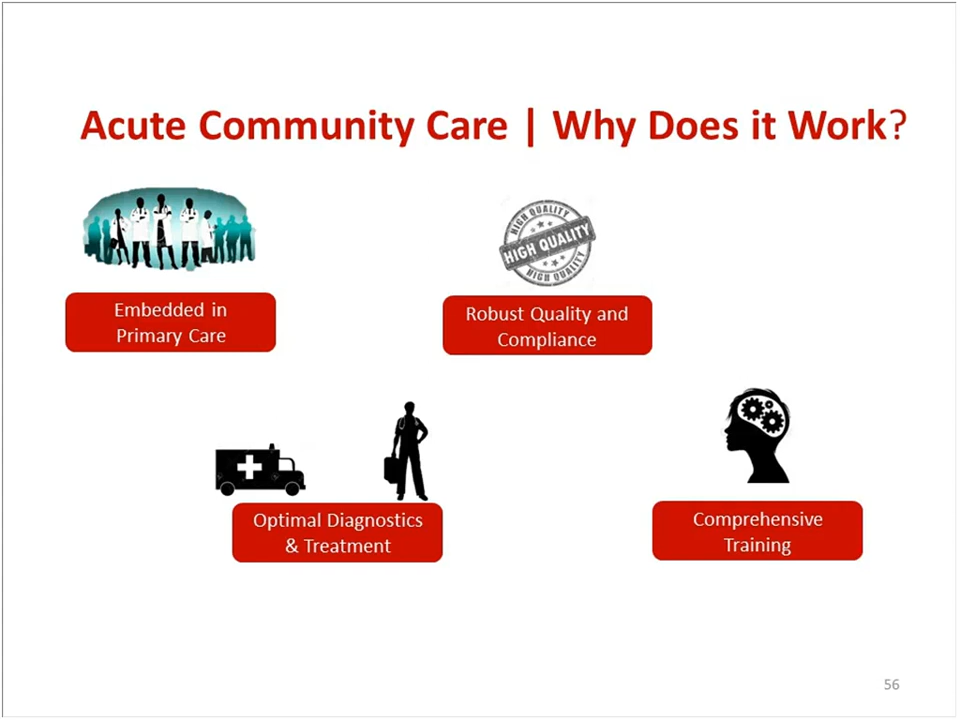 Acute Community Care | Why Does it Work?
HIGH QUALITY
HIGH QUALITY
HIGH QUALITY
Embedded in
Primary Care
Robust Quality and
Compliance
Optimal Diagnostics
& Treatment
Comprehensive
Training
56